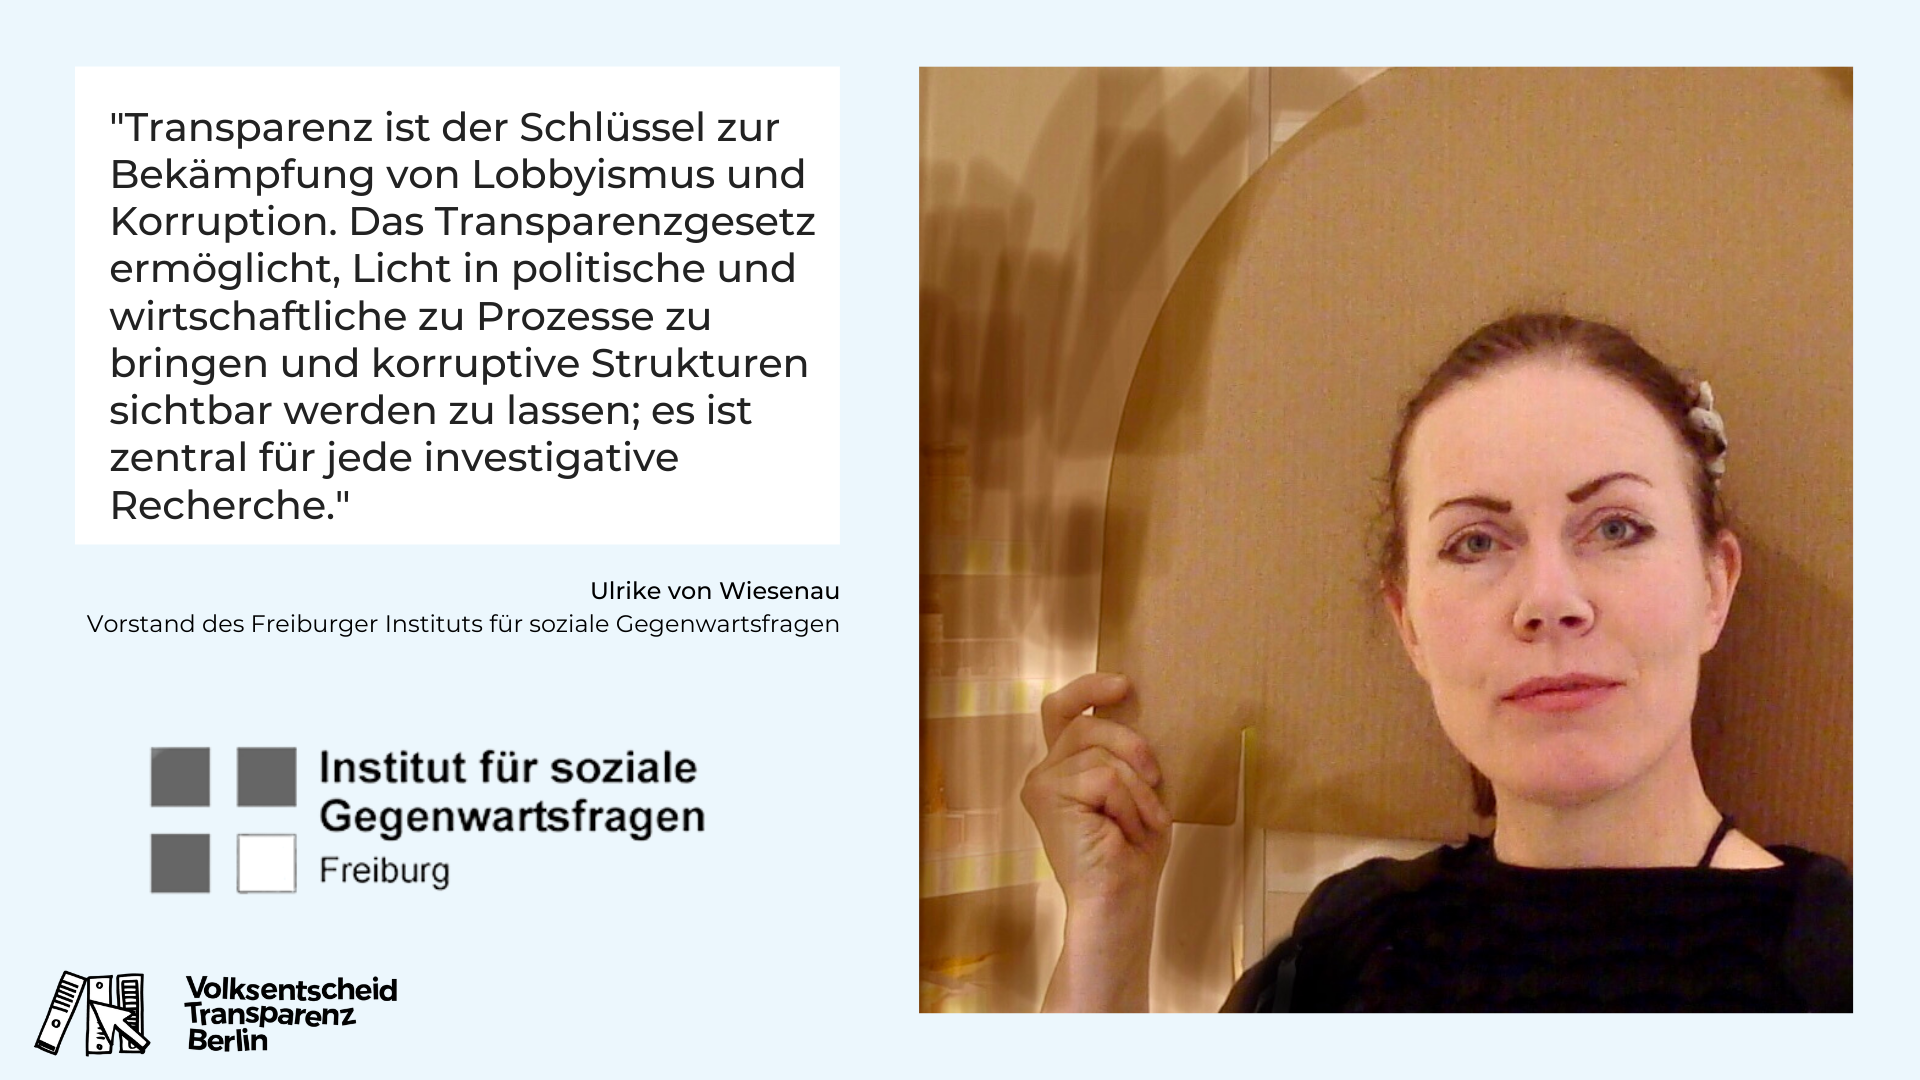 "Transparenz ist der Schlüssel zur
Bekämpfung von Lobbyismus und
Korruption. Das Transparenzgesetz
ermöglicht, Licht in politische und
wirtschaftliche zu Prozesse zu
bringen und korruptive Strukturen
sichtbar werden zu lassen; es ist
zentral für jede investigative
Recherche."
Ulrike von Wiesenau
Vorstand des Freiburger Instituts für soziale Gegenwartsfragen
Institut für soziale
Gegenwartsfragen
Freiburg
Volksentscheid
Transparenz
Berlin